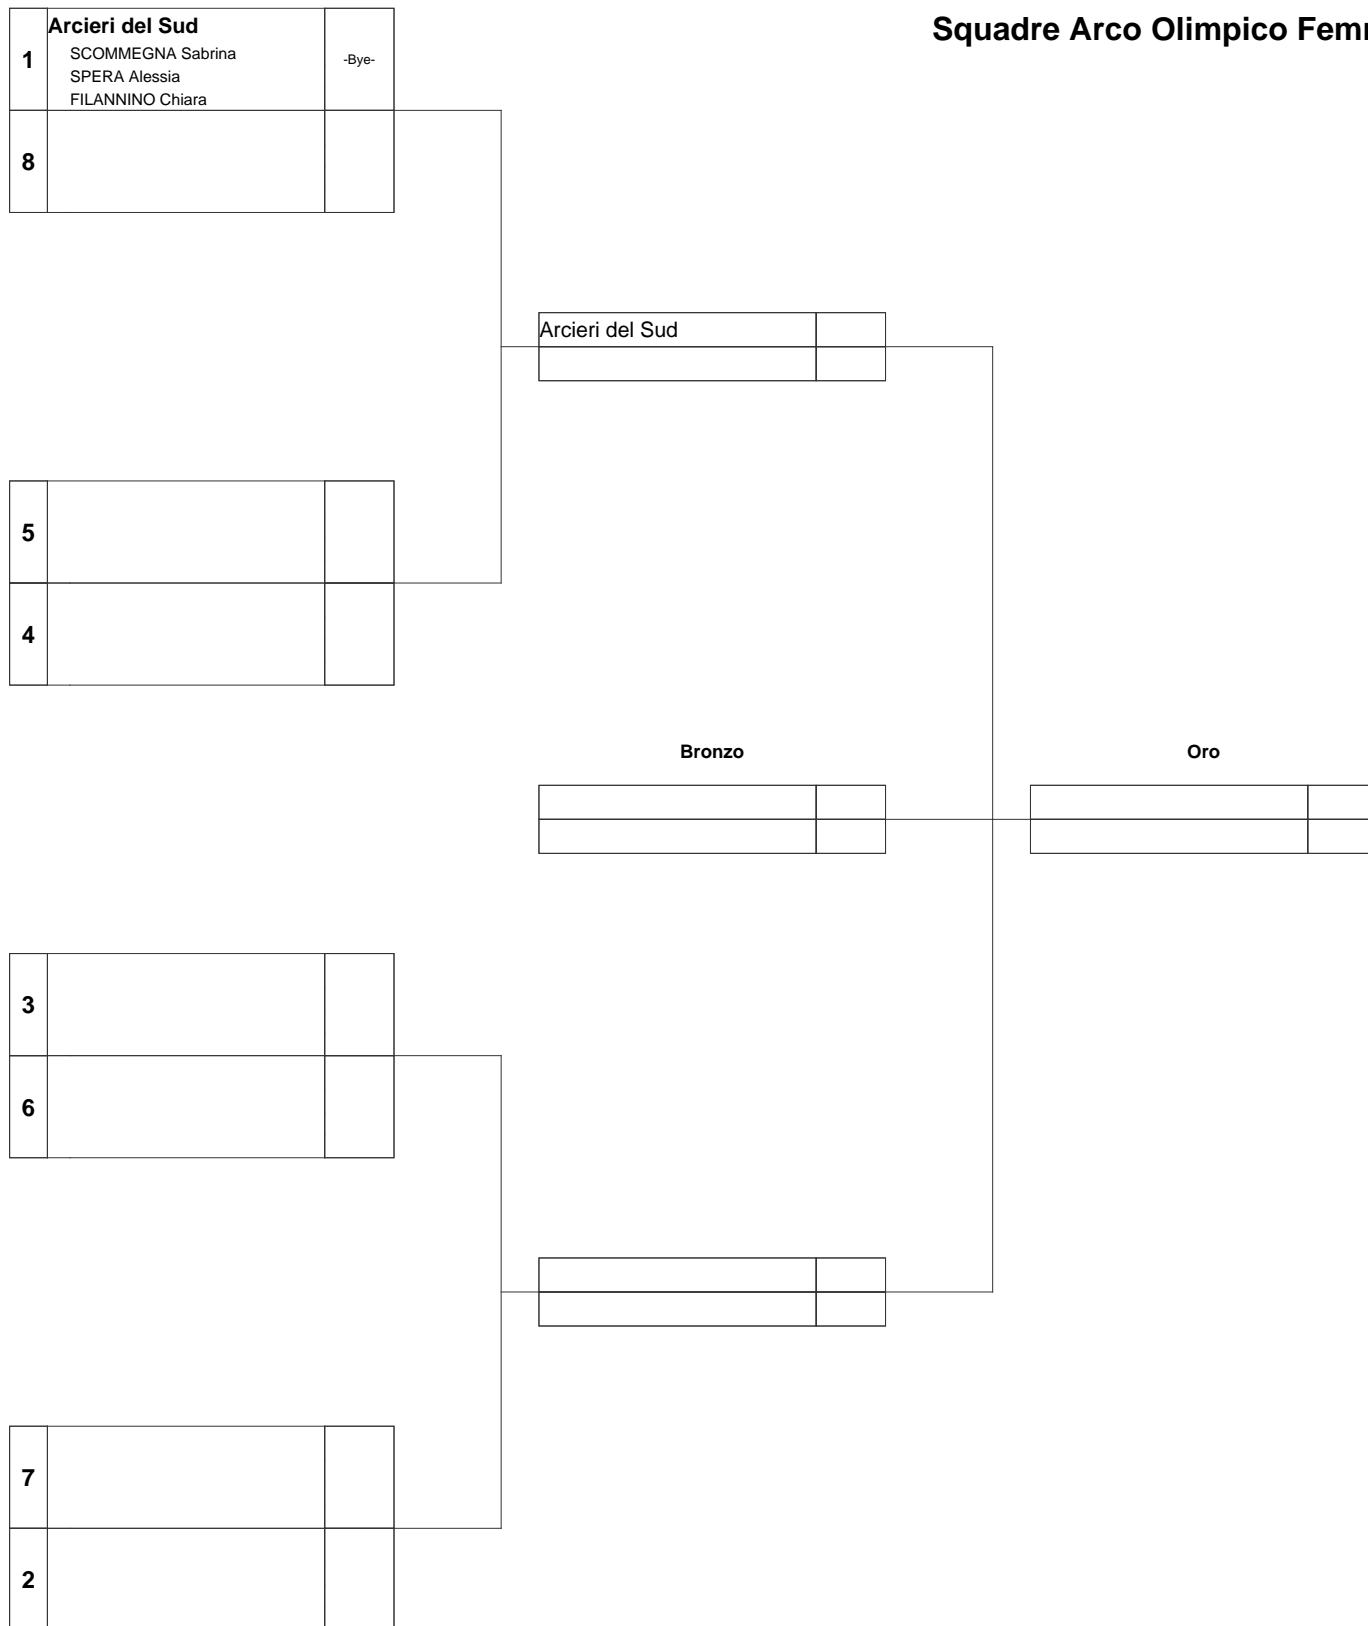 Squadre Arco Olimpico Fem
1
Arcieri del Sud
SCOMMEGNA Sabrina
SPERA Alessia
FILANNINO Chiara
-Bye-
8
Arcieri del Sud
5
4
Bronzo
Oro
3
6
7
2